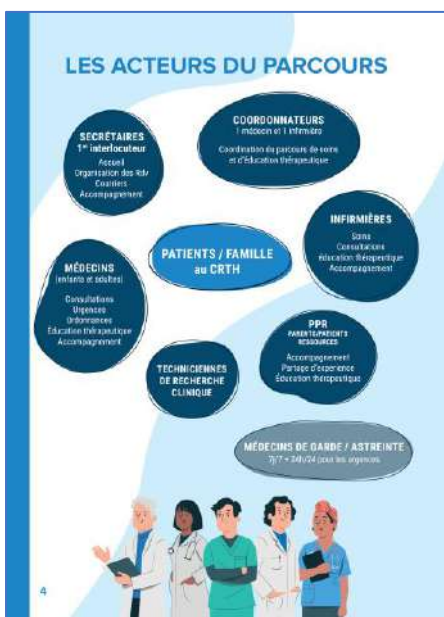 LES ACTEURS DU PARCOURS
COORDONNATEURS
1 médecin et 1 infirmière
Coordination du parcours de soins
et d'éducation thérapeutique
SECRÉTAIRES
1er interlocuteur
Accueil
Organisation des Rdv
Courriers
Accompagnement
INFIRMIÈRES
Soins
Consultations
Éducation thérapeutique
Accompagnement
PATIENTS / FAMILLE
au CRTH
MÉDECINS
(enfants et adultes)
Consultations
Urgences
Ordonnances
Éducation thérapeutique
Accompagnement
PPR
PARENTS/PATIENTS
RESSOURCES
Accompagnement
Partage d'expérience
Éducation thérapeutique
TECHNICIENNES
DE RECHERCHE
CLINIQUE
MÉDECINS DE GARDE / ASTREINTE
7j/7 + 24h/24 pour les urgences
4